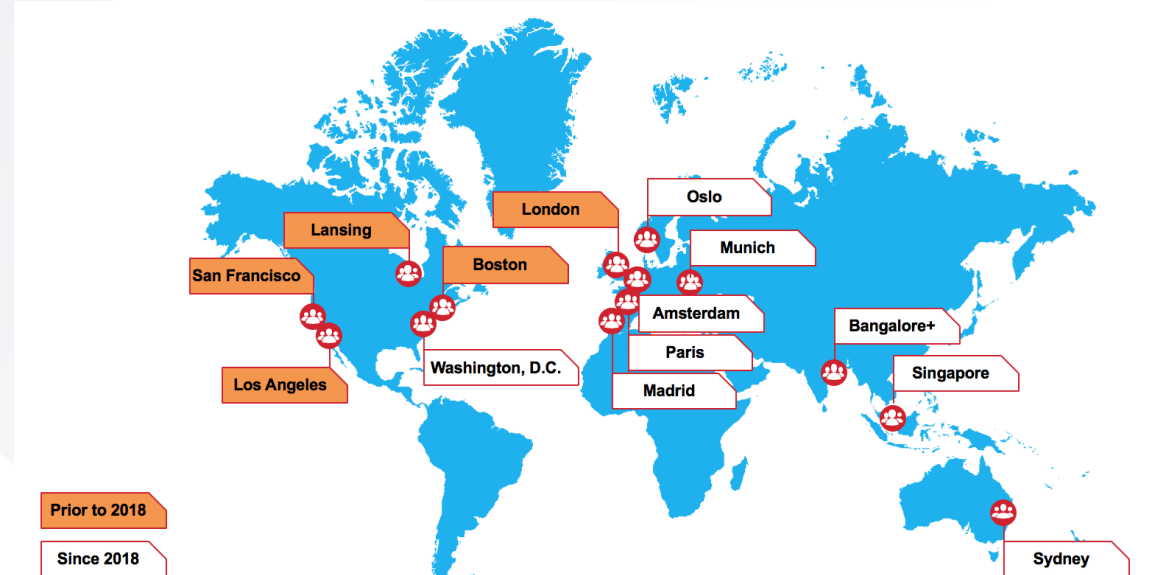 Oslo
London
Lansing
Munich
Boston
San Francisco
Amsterdam
Bangalore+
Paris
Washington, D.C.
Singapore
Los Angeles
Madrid
Prior to 2018
Since 2018
Sydney